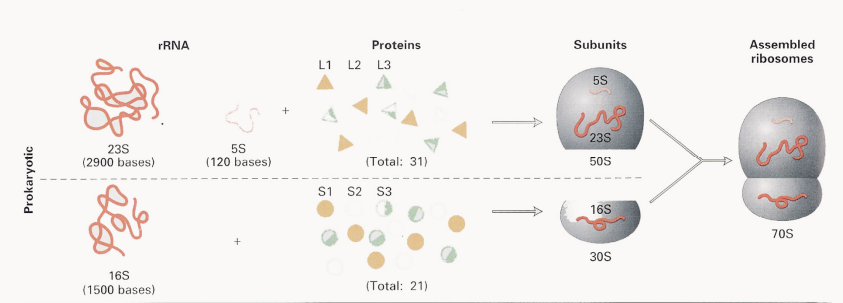 rRNA
Proteins
Subunits
Assembled
ribosomes
L1 L2 L3
5S
23S
23S
(2900 bases)
+
5S
(120 bases)
(Total: 31)
50S
Prokaryotic
S1 S2 S3
16S
+
16S
(1500 bases)
(Total: 21)
30S
70S